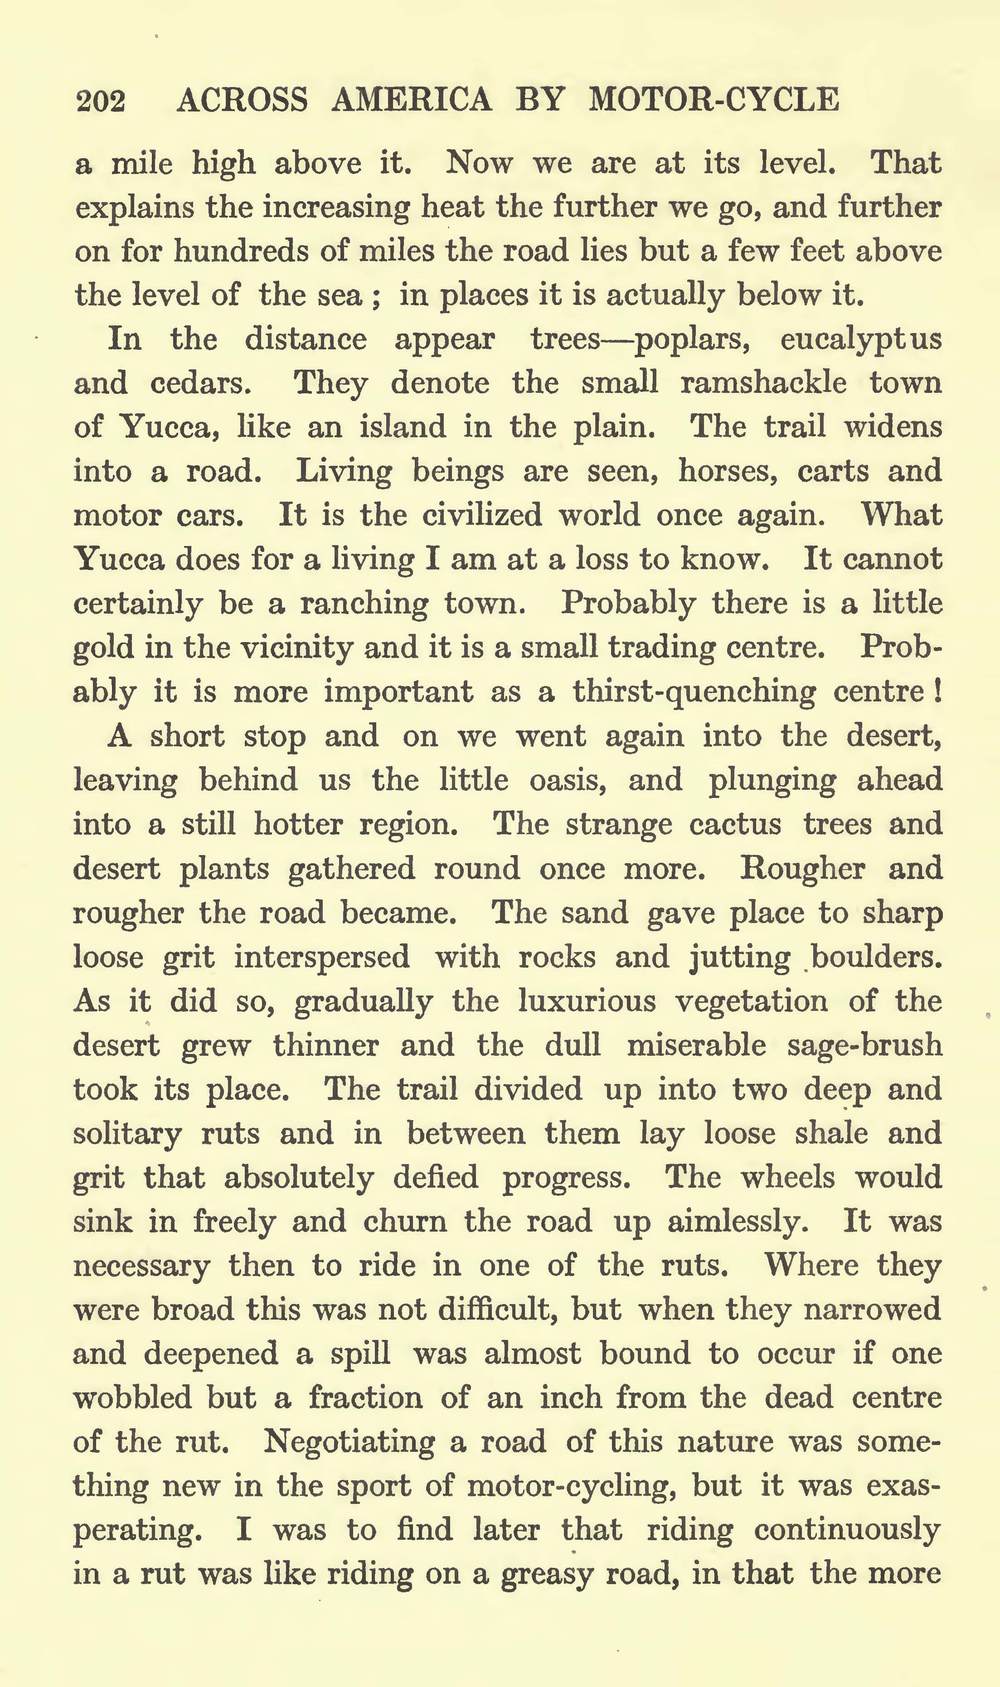 202 ACROSS AMERICA BY MOTOR-CYCLE
a mile high above it. Now we are at its level. That
explains the increasing heat the further we go, and further
on for hundreds of miles the road lies but a few feet above
the level of the sea ; in places it is actually below it.
In the distance appear trees—poplars, eucalyptus
and cedars. They denote the small ramshackle town
of Yucca, like an island in the plain. The trail widens
into a road. Living beings are seen, horses, carts and
motor cars. It is the civilized world once again. What
Yucca does for a living I am at a loss to know. It cannot
certainly be a ranching town. Probably there is a little
gold in the vicinity and it is a small trading centre. Prob-
ably it is more important as a thirst-quenching centre !
A short stop and on we went again into the desert,
leaving behind us the little oasis, and plunging ahead
into a still hotter region. The strange cactus trees and
desert plants gathered round once more. Rougher and
rougher the road became. The sand gave place to sharp
loose grit interspersed with rocks and jutting boulders.
As it did so, gradually the luxurious vegetation of the
desert grew thinner and the dull miserable sage-brush
took its place. The trail divided up into two deep and
solitary ruts and in between them lay loose shale and
grit that absolutely defied progress. The wheels would
sink in freely and churn the road up aimlessly. It was
necessary then to ride in one of the ruts. Where they
were broad this was not difficult, but when they narrowed
and deepened a spill was almost bound to occur if one
wobbled but a fraction of an inch from the dead centre
of the rut. Negotiating a road of this nature was some-
thing new in the sport of motor-cycling, but it was exas-
perating. I was to find later that riding continuously
in a rut was like riding on a greasy road, in that the more